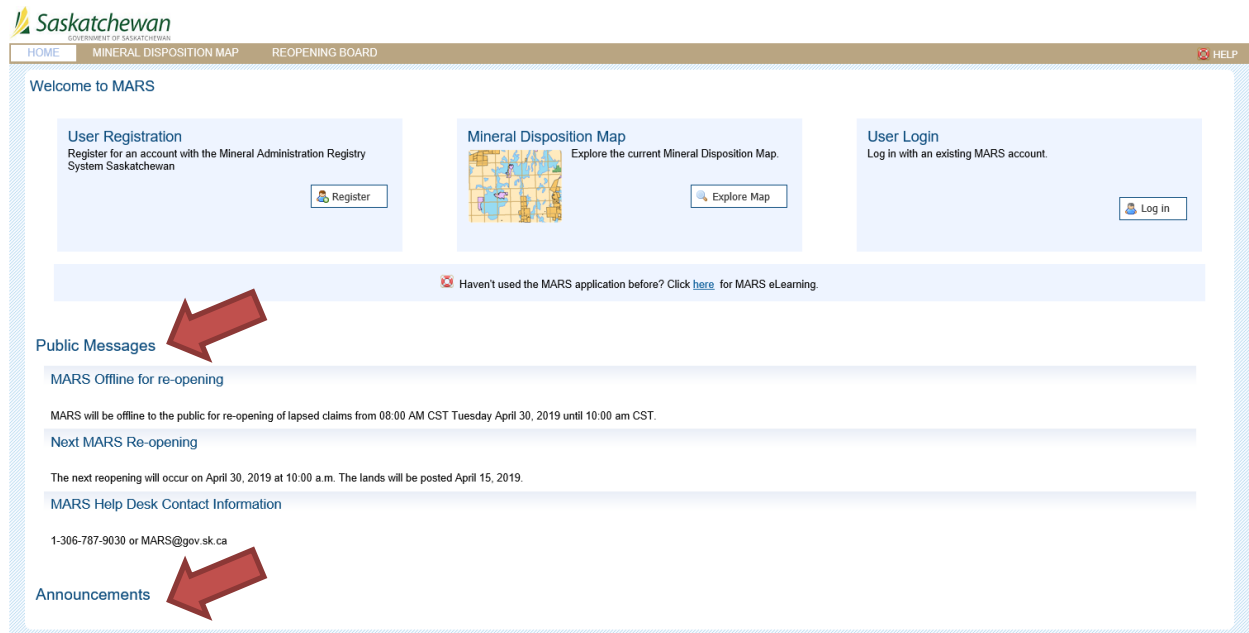 Saskatchewan
GOVERNMENT OF SASKATCHEWAN
HOME MINERAL DISPOSITION MAP REOPENING BOARD HELP
Welcome to MARS
User Registration
Register for an account with the Mineral Administration Registry
System Saskatchewan
Register
Mineral Disposition Map
Explore the current Mineral Disposition Map.
Explore Map
User Login
Log in with an existing MARS account.
Log in
Haven't used the MARS application before? Click here for MARS eLearning.
Public Messages
MARS Offline for re-opening
MARS will be offline to the public for re-opening of lapsed claims from 08:00 AM CST Tuesday April 30, 2019 until 10:00 am CST.
Next MARS Re-opening
The next reopening will occur on April 30, 2019 at 10:00 a.m. The lands will be posted April 15, 2019.
MARS Help Desk Contact Information
1-306-787-9030 or MARS@gov.sk.ca
Announcements